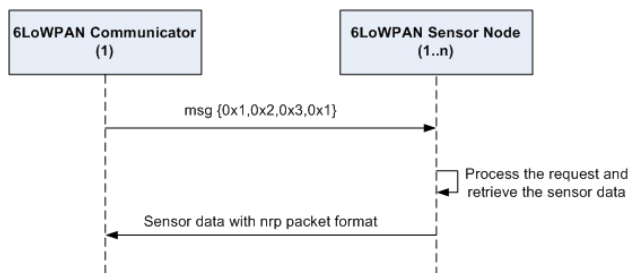 6LoWPAN Communicator
(1)
6LoWPAN Sensor Node
(1..n)
msg {0x1,0x2,0x3,0x1}
Process the request and
retrieve the sensor data
Sensor data with nrp packet format